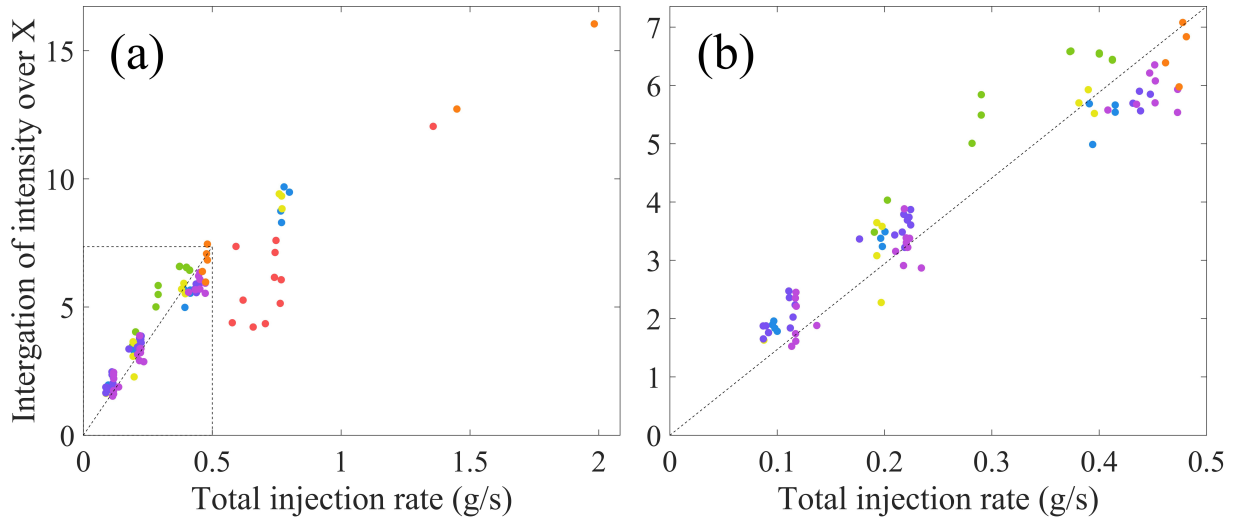 (a)
Intergation of intensity over X
15
10
5
0
0 0.5 1 1.5 2
Total injection rate (g/s)
(b)
7
6
5
4
3
2
1
0
0 0.1 0.2 0.3 0.4 0.5
Total injection rate (g/s)